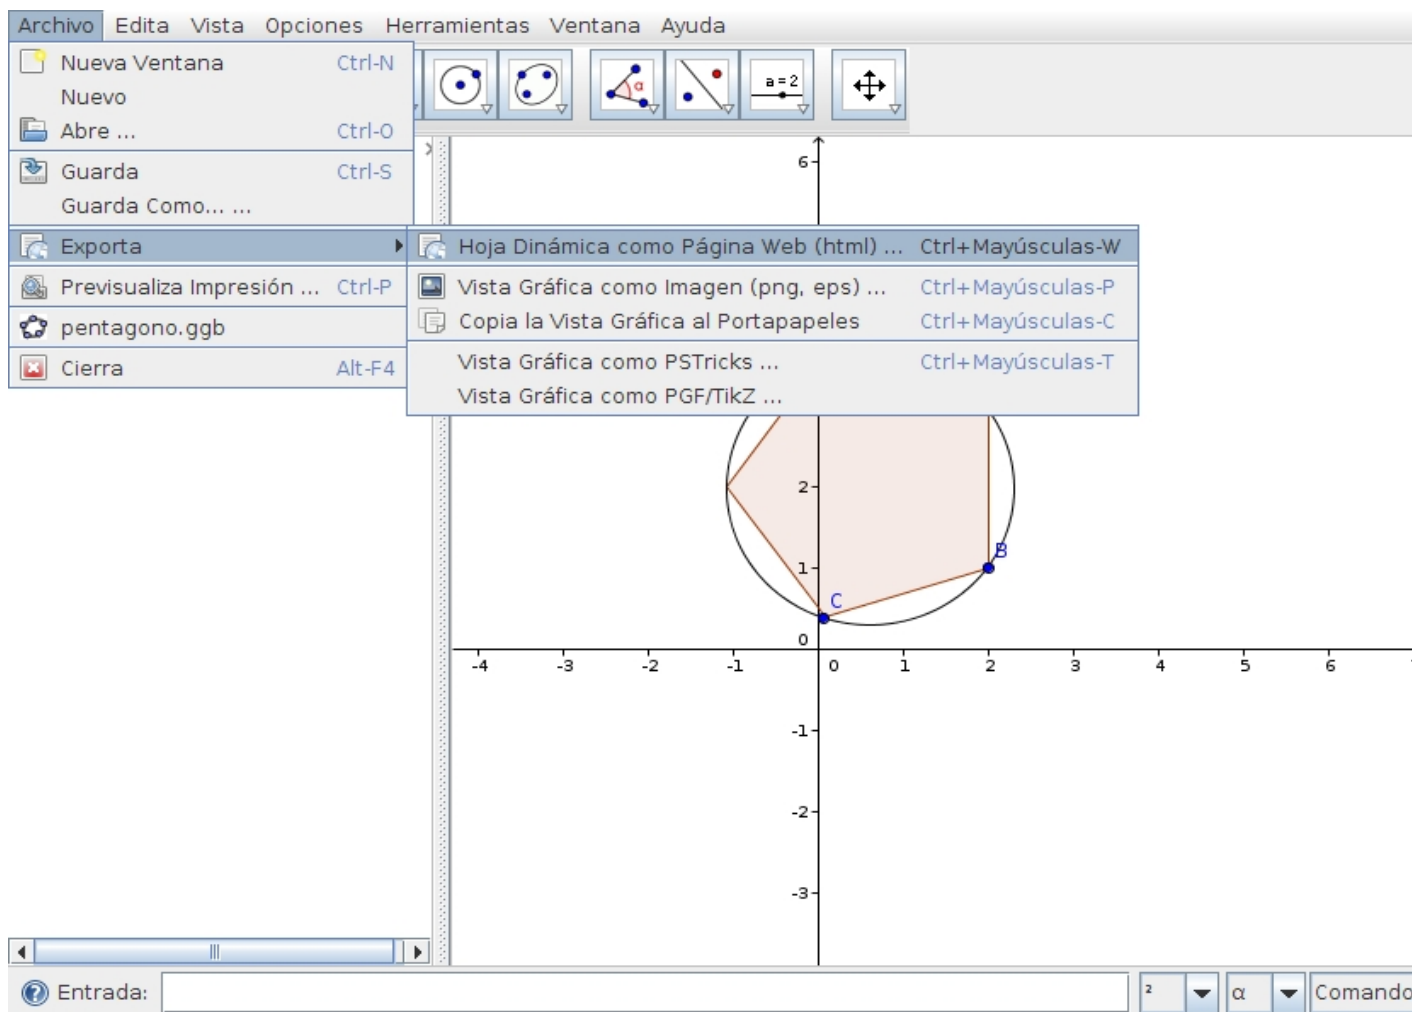 Archivo Edita Vista Opciones Herramientas Ventana Ayuda
Nueva Ventana Ctrl-N
Nuevo
Abre ... Ctrl-O
Guarda Ctrl-S
Guarda Como... ...
Exporta
Previsualiza Impresión ... Ctrl-P
pentagono.ggb
Cierra Alt-F4
Hoja Dinámica como Página Web (html) ... Ctrl+Mayúsculas-W
Vista Gráfica como Imagen (png, eps) ... Ctrl+Mayúsculas-P
Copia la Vista Gráfica al Portapapeles Ctrl+Mayúsculas-C
Vista Gráfica como PSTricks ... Ctrl+Mayúsculas-T
Vista Gráfica como PGF/TikZ ...
α
a=2
6
2
B
1
C
0
-4 -3 -2 -1 0 1 2 3 4 5 6
-1
-2
-3
Entrada: ² α Comando